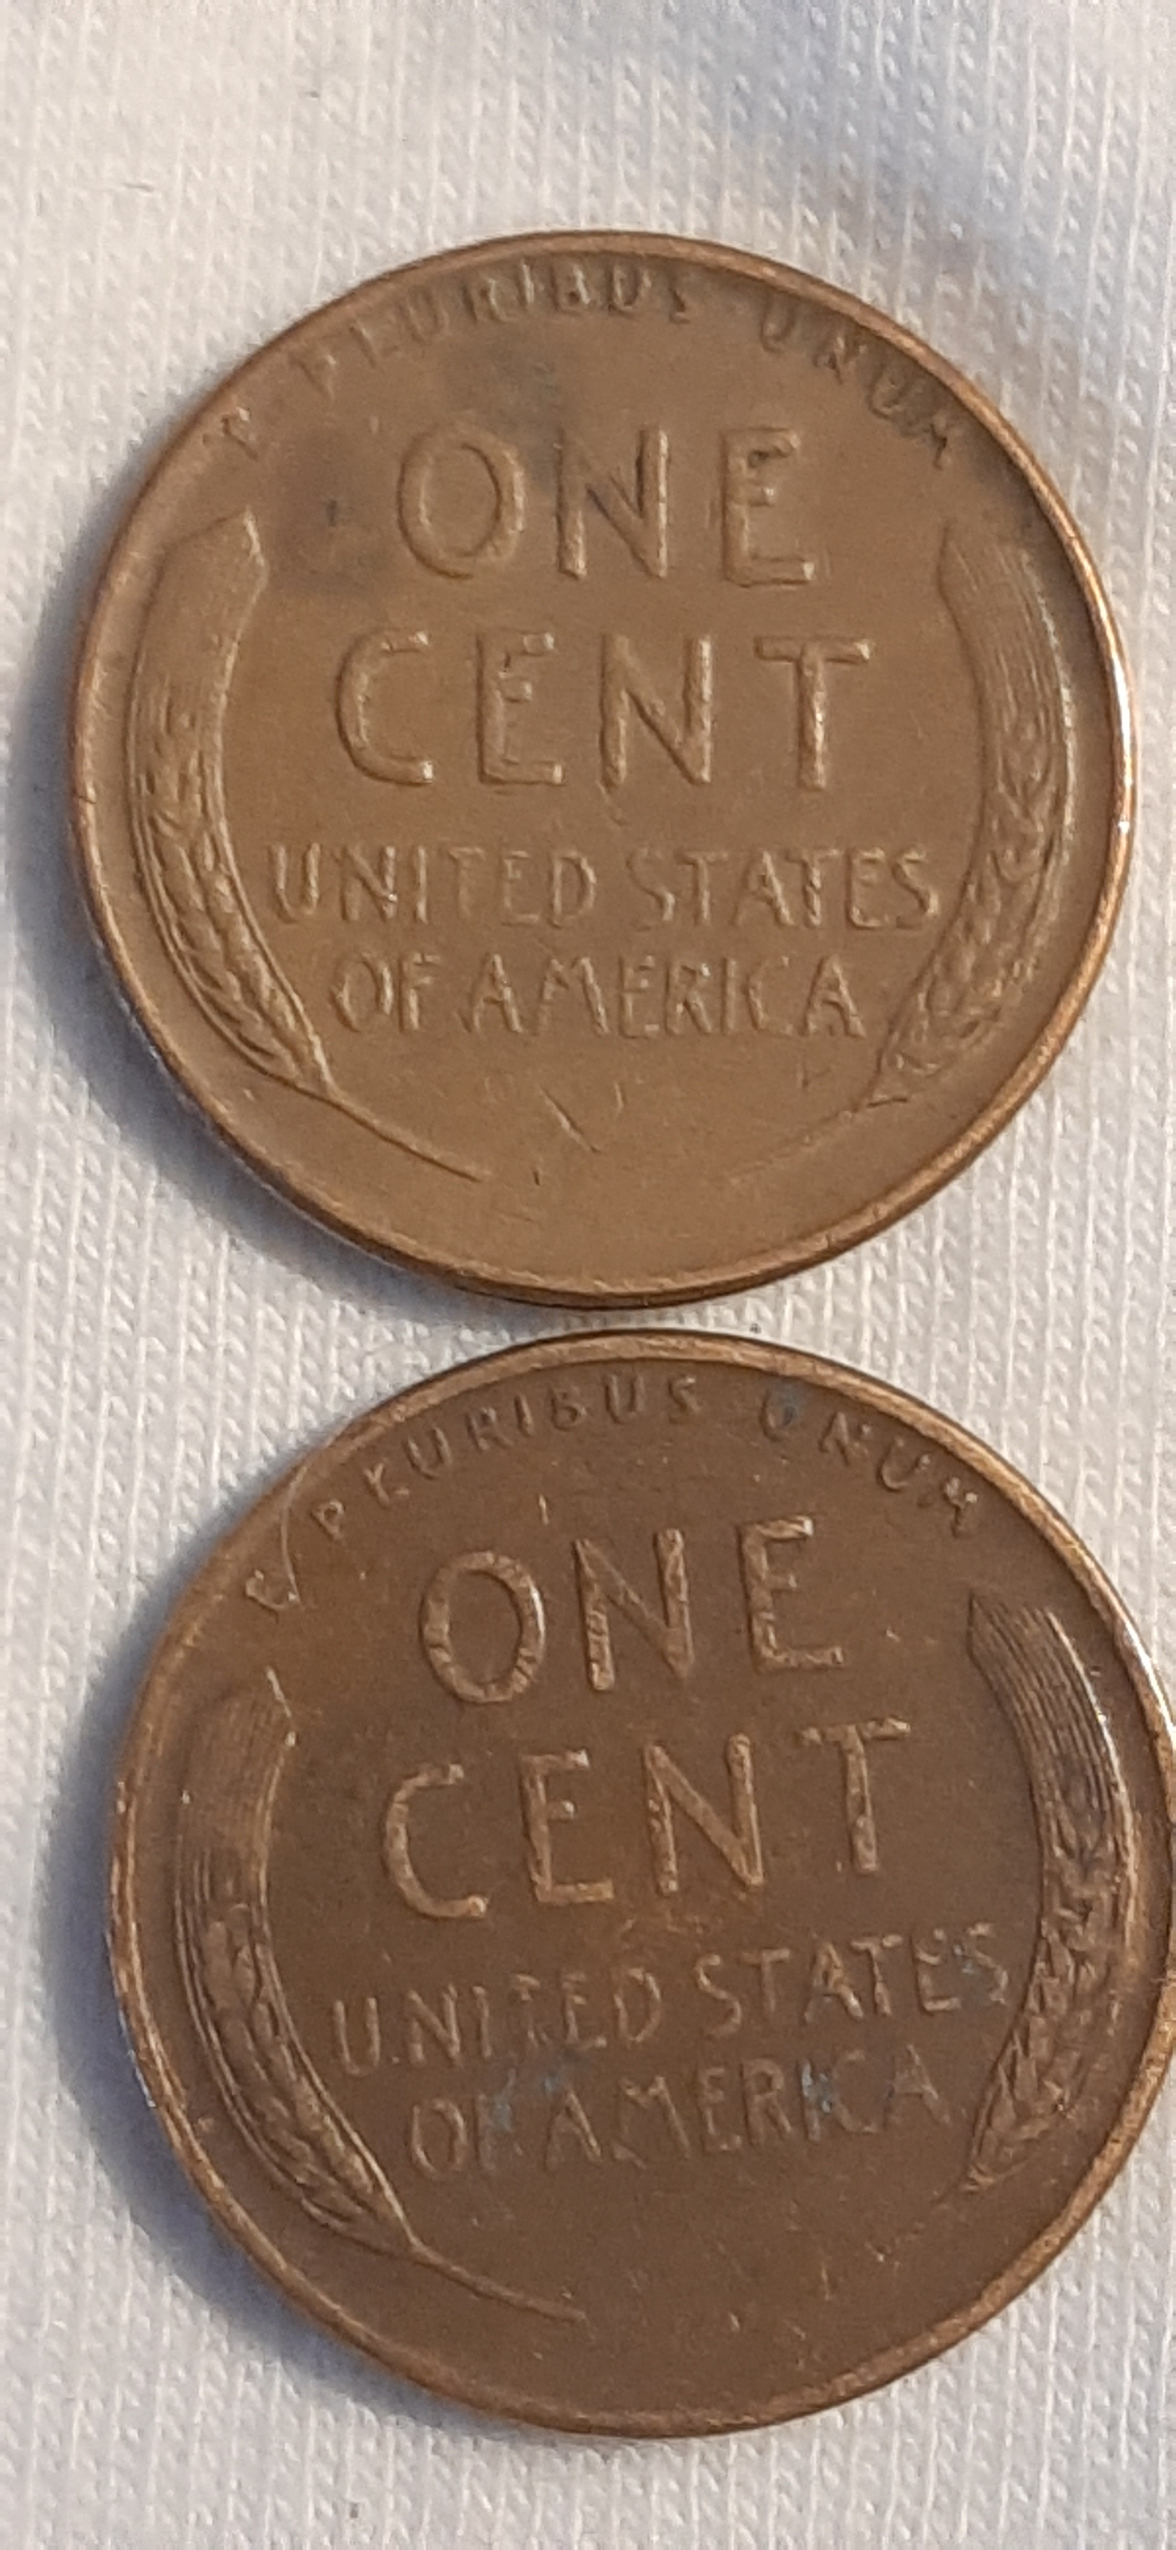 E PLURIBUS UNUM
ONE
CENT
UNITED STATES
OF AMERICA
E PLURIBUS UNUM
ONE
CENT
UNITED STATES
OF AMERICA